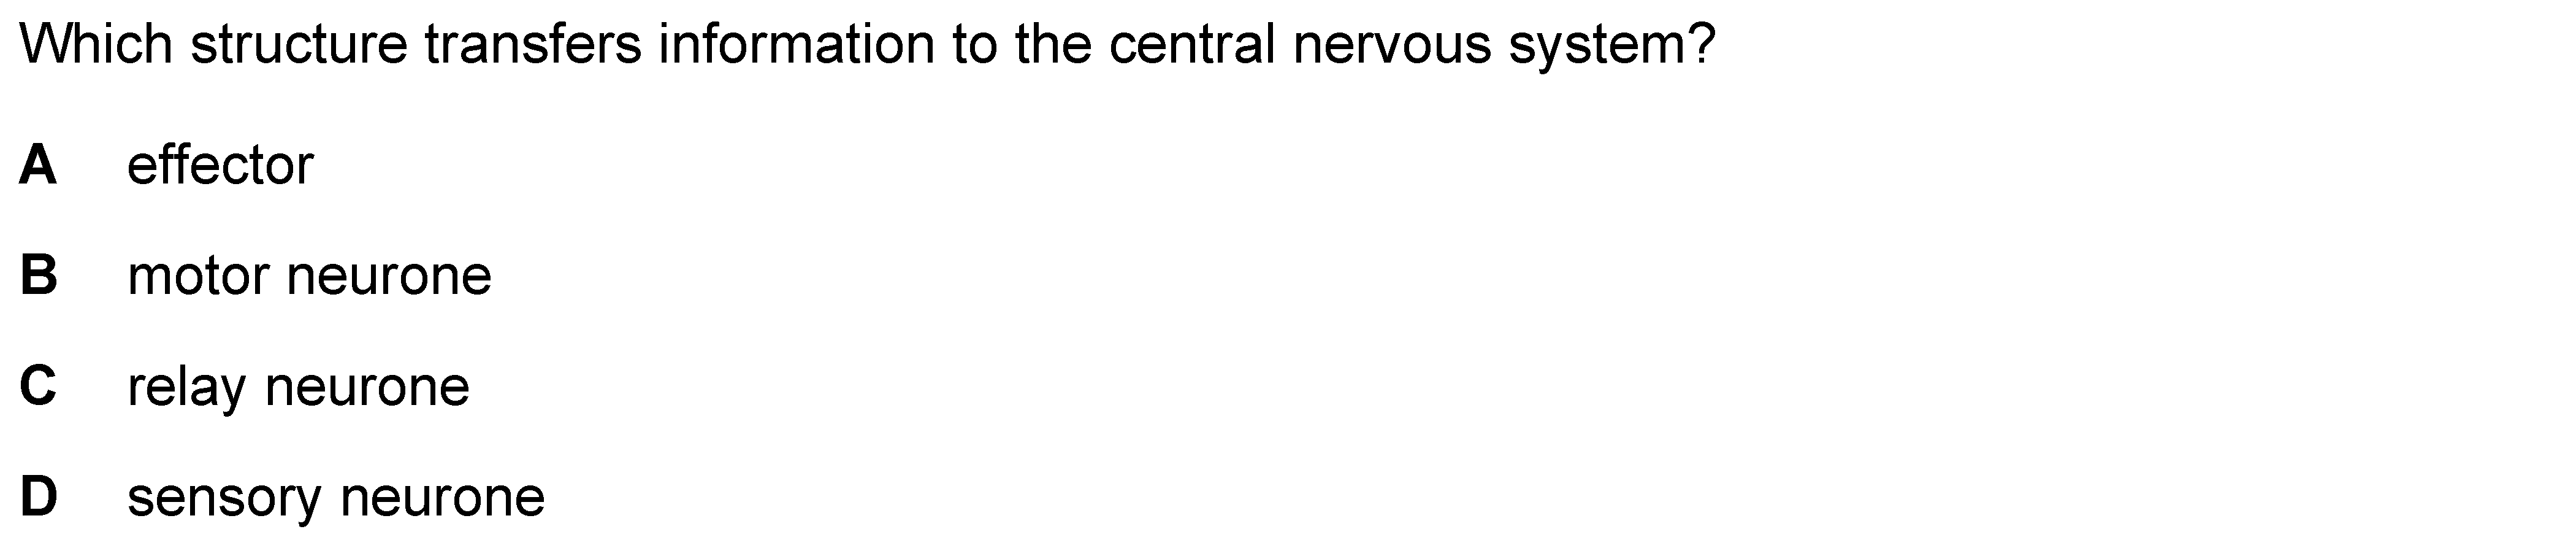 Which structure transfers information to the central nervous system?
A effector
B motor neurone
C relay neurone
D sensory neurone